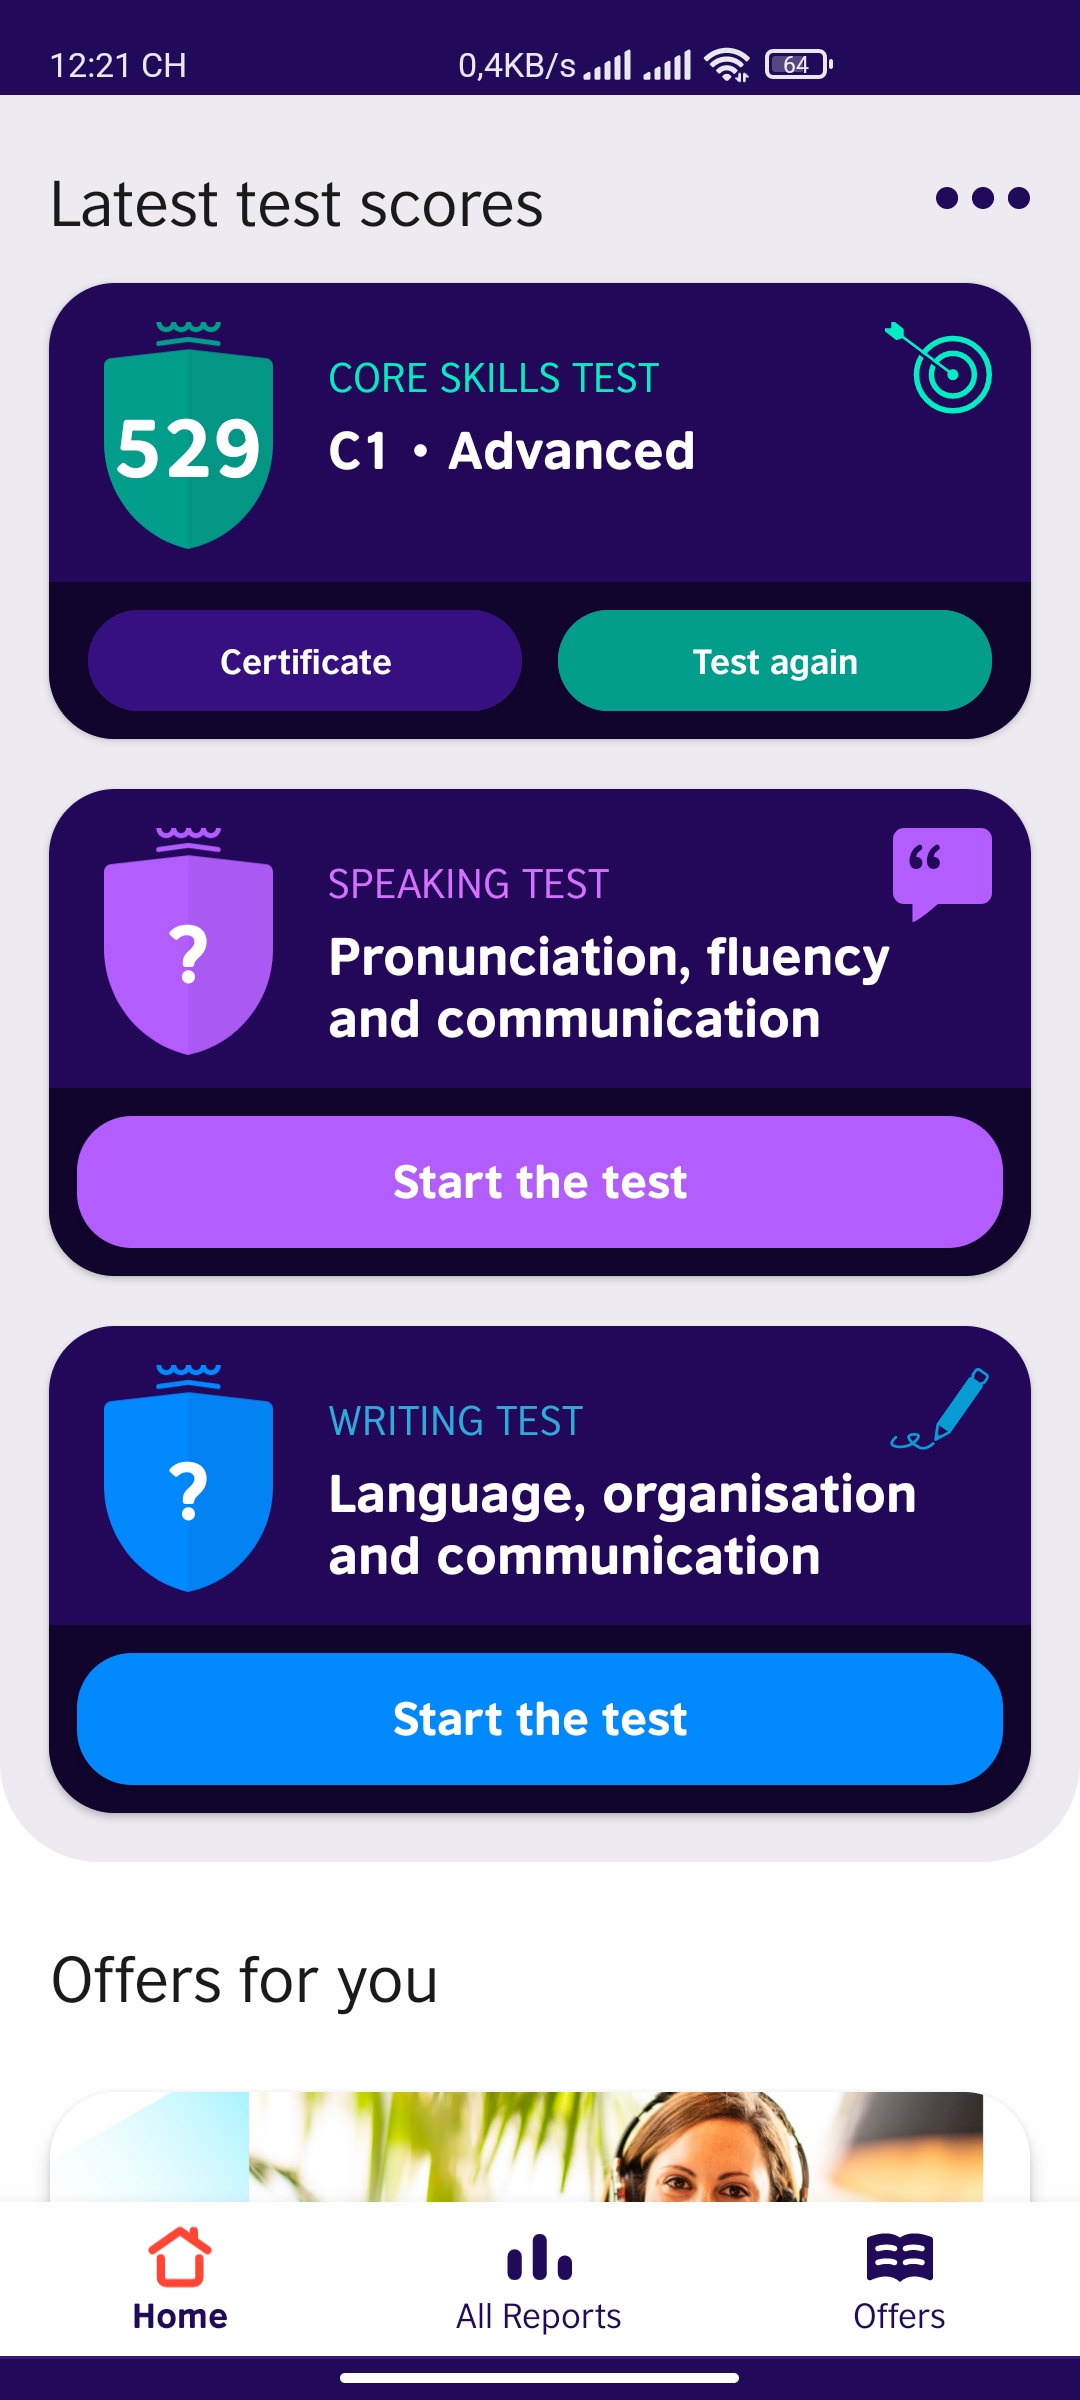 12:21 CH 0,4KB/s 64
Latest test scores
529
CORE SKILLS TEST
C1 • Advanced
Certificate
Test again
?
SPEAKING TEST
Pronunciation, fluency
and communication
Start the test
?
WRITING TEST
Language, organisation
and communication
Start the test
Offers for you
Home
All Reports
Offers